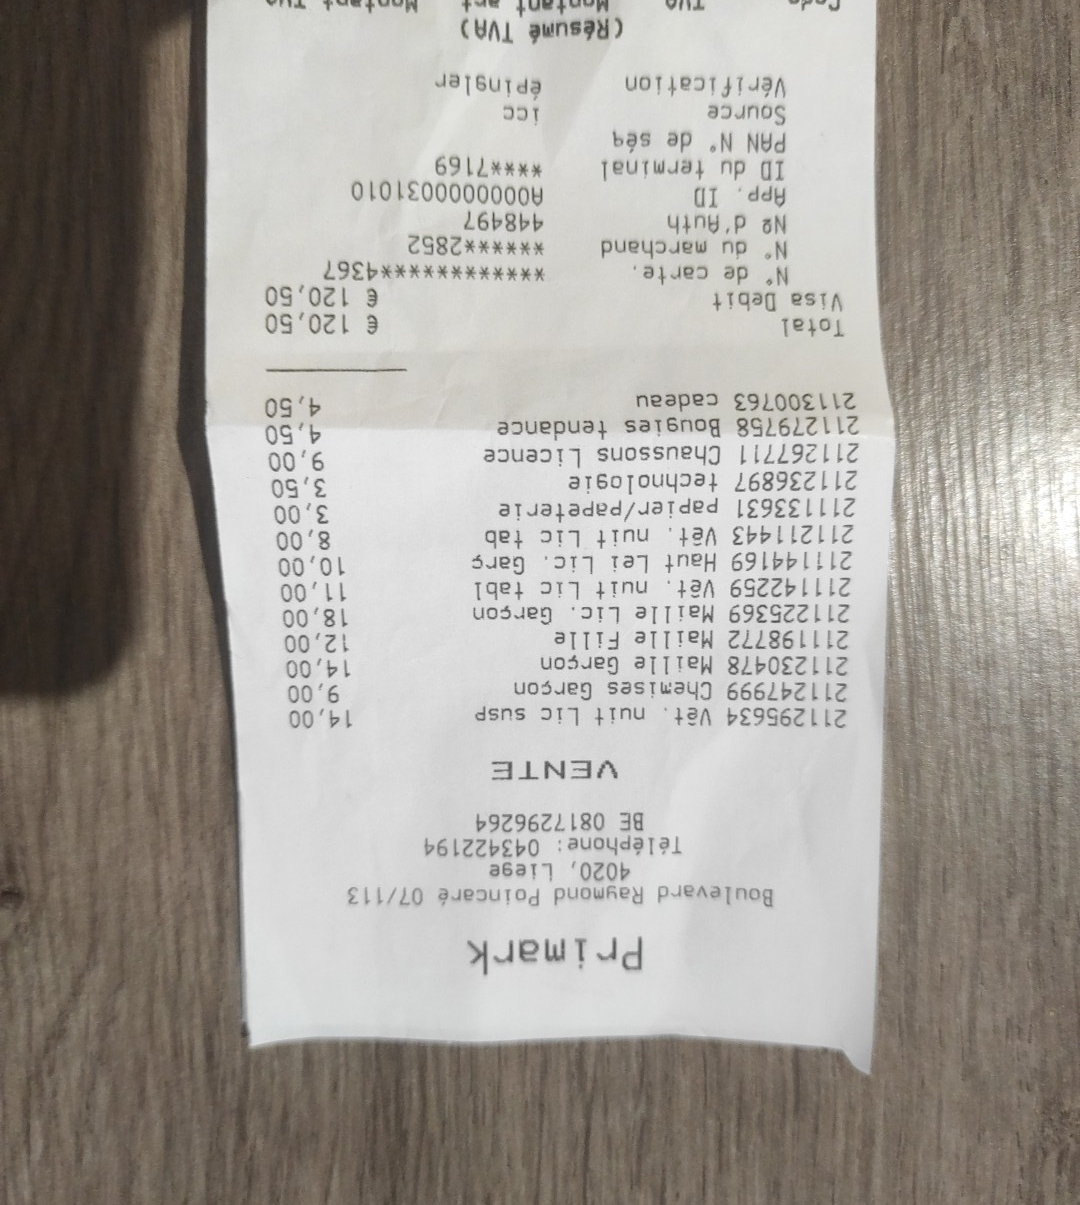 Primark
Boulevard Raymond Poincaré 07/113
4020, Liege
Téléphone: 043422194
BE 0817296264
VENTE
211295634 Vêt. nuit Lic susp 14,00
211247999 Chemises Garçon 9,00
211230478 Maille Garçon 14,00
211198772 Maille Fille 12,00
211225369 Maille Lic. Garçon 18,00
211142259 Vêt. nuit Lic tabl 11,00
211144169 Haut Lei Lic. Garç 10,00
211211443 Vêt. nuit Lic tab 8,00
211133631 papier/papeterie 3,00
211236897 technologie 3,50
211267711 Chaussons Licence 9,00
211279758 Bougies tendance 4,50
211300763 cadeau 4,50
Total € 120,50
Visa Debit € 120,50
N° de carte. **************4367
N° du marchand *******2852
Nº d'Auth 448497
App. ID A0000000031010
ID du terminal ****7169
PAN N° de séq
Source icc
Vérification épingler
(Résumé TVA)
Code TVA Montant Montant TVA